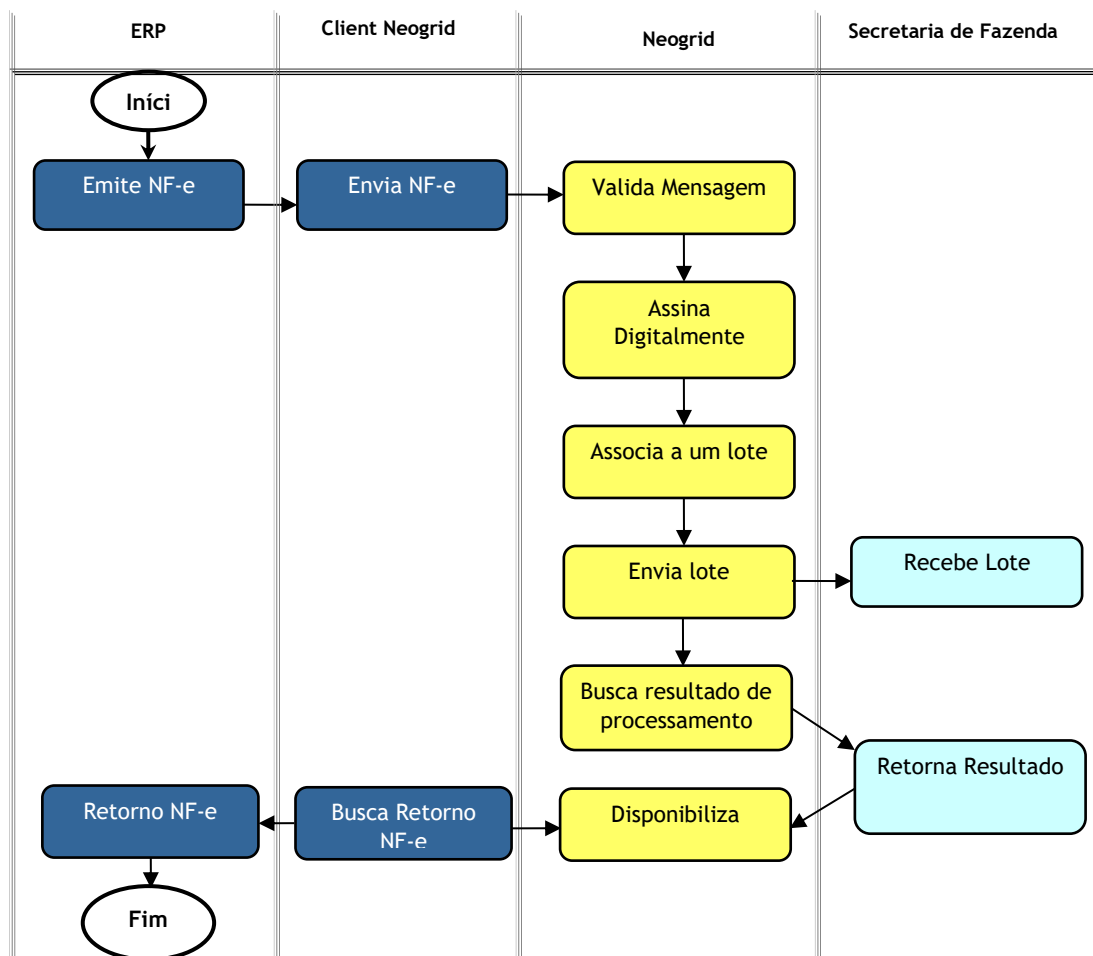 ERP
Client Neogrid
Neogrid
Secretaria de Fazenda
Iníci
Emite NF-e
Envia NF-e
Valida Mensagem
Assina
Digitalmente
Associa a um lote
Envia lote
Recebe Lote
Busca resultado de
processamento
Retorna Resultado
Retorno NF-e
Busca Retorno
NF-e
Disponibiliza
Fim